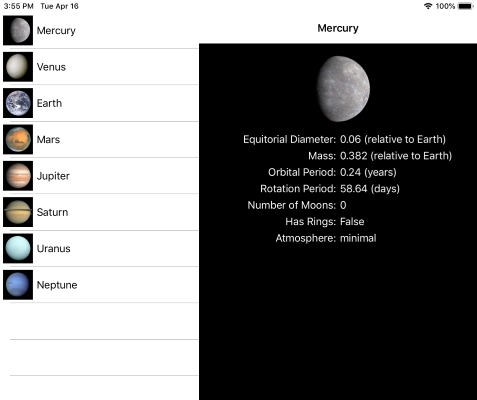 3:55 PM Tue Apr 16
100%
Mercury
Venus
Earth
Mars
Jupiter
Saturn
Uranus
Neptune
Mercury
Equitorial Diameter: 0.06 (relative to Earth)
Mass: 0.382 (relative to Earth)
Orbital Period: 0.24 (years)
Rotation Period: 58.64 (days)
Number of Moons: 0
Has Rings: False
Atmosphere: minimal